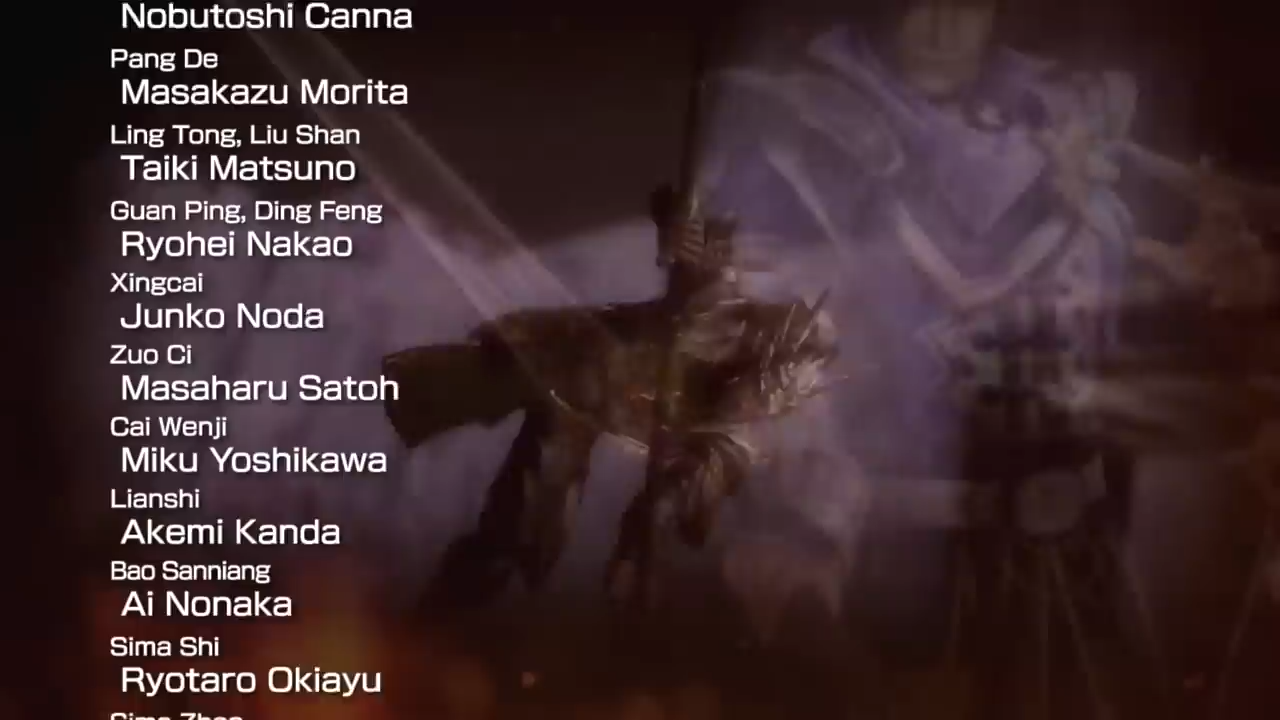 Nobutoshi Canna
Pang De
Masakazu Morita
Ling Tong, Liu Shan
Taiki Matsuno
Guan Ping, Ding Feng
Ryohei Nakao
Xingcai
Junko Noda
Zuo Ci
Masaharu Satoh
Cai Wenji
Miku Yoshikawa
Lianshi
Akemi Kanda
Bao Sanniang
Ai Nonaka
Sima Shi
Ryotaro Okiayu
Sima Zhao